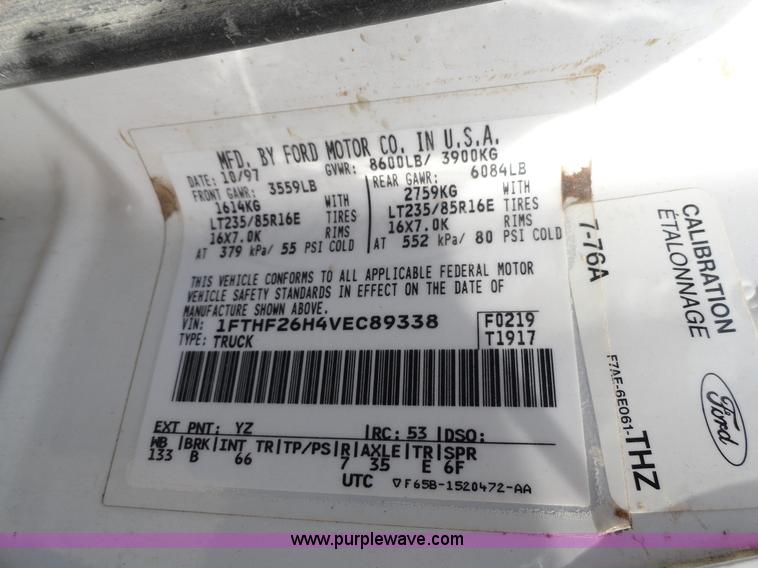 MFD. BY FORD MOTOR CO. IN U.S.A.
DATE: 10/97 GVWR: 8600LB/ 3900KG
FRONT GAWR: 3559LB REAR GAWR: 6084LB
1614KG WITH 2759KG WITH
LT235/85R16E TIRES LT235/85R16E TIRES
16X7.0K RIMS 16X7.0K RIMS
AT 379 kPa/ 55 PSI COLD AT 552 kPa/ 80 PSI COLD
THIS VEHICLE CONFORMS TO ALL APPLICABLE FEDERAL MOTOR
VEHICLE SAFETY STANDARDS IN EFFECT ON THE DATE OF
MANUFACTURE SHOWN ABOVE.
VIN: 1FTHF26H4VEC89338 F0219
TYPE: TRUCK T1917
EXT PNT: YZ RC: 53 DSO:
WB BRK INT TR TP/PS R AXLE TR SPR
133 B 66 7 35 E 6F
UTC ▽F65B-1520472-AA
CALIBRATION
ÉTALONNAGE
7-76A
Ford
F7AE-6E061-THZ
www.purplewave.com